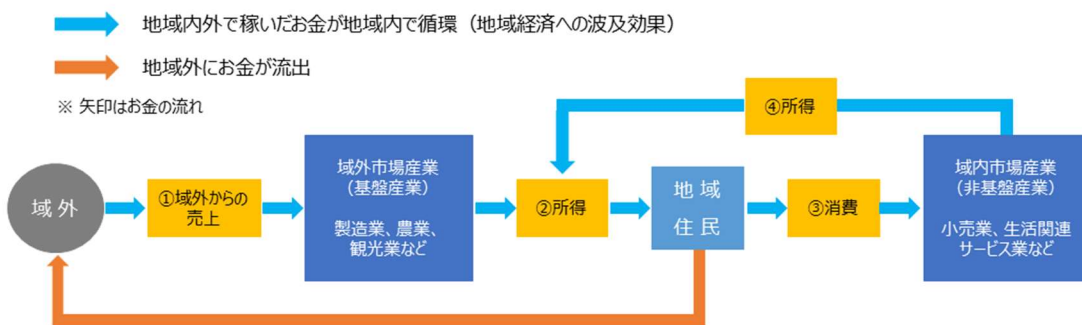 地域内外で稼いだお金が地域内で循環（地域経済への波及効果）
地域外にお金が流出
※ 矢印はお金の流れ
④所得
域 外
①域外からの
売上
域外市場産業
（基盤産業）
製造業、農業、
観光業など
②所得
地 域
住 民
③消費
域内市場産業
（非基盤産業）
小売業、生活関連
サービス業など